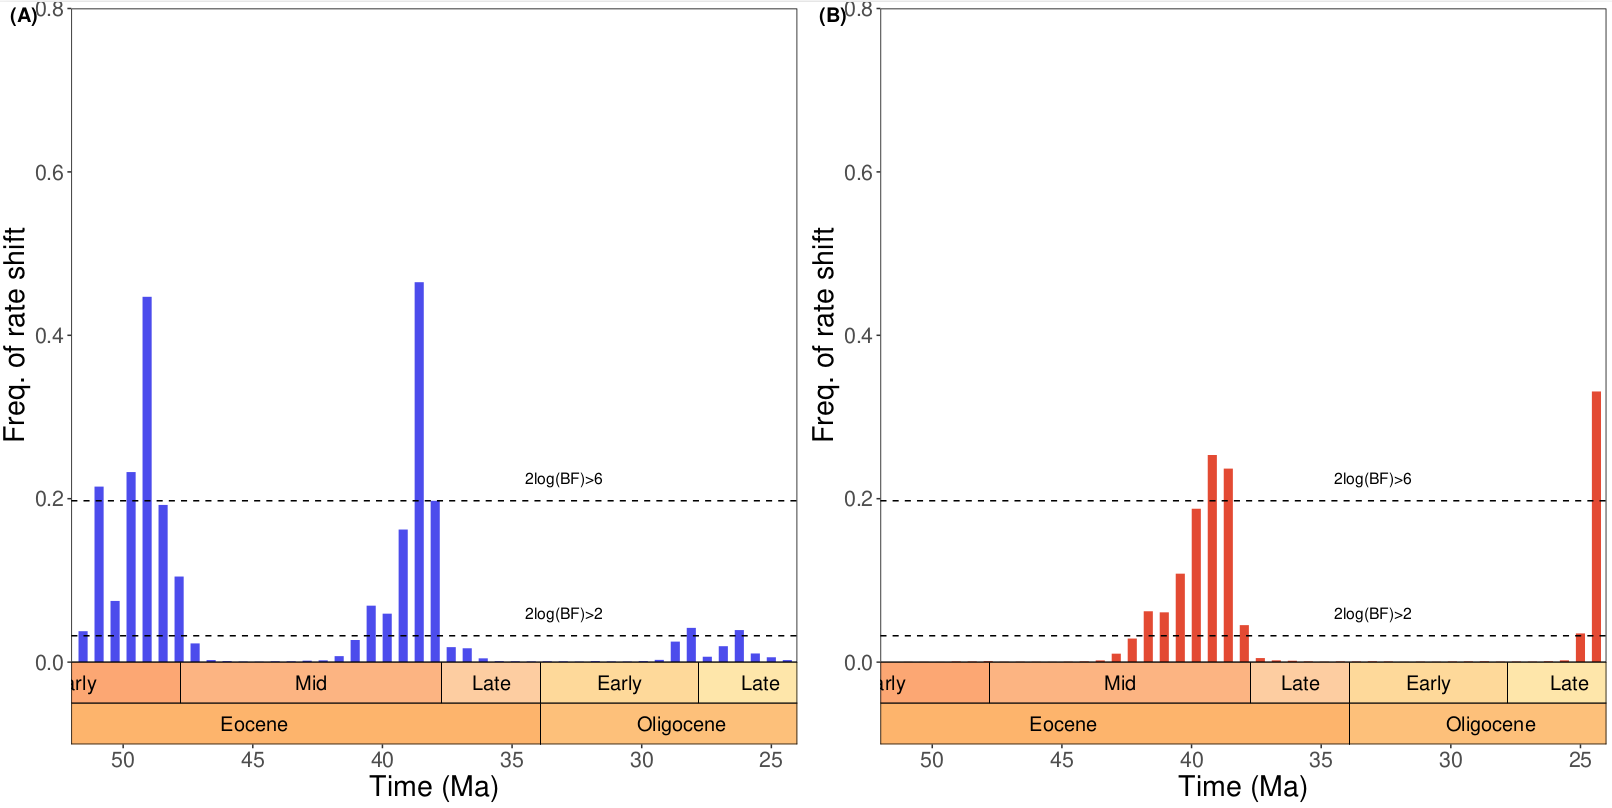 (A)
0.8
0.6
0.4
0.2
0.0
Freq. of rate shift
2log(BF)>6
2log(BF)>2
arly Mid Late Early Late
Eocene Oligocene
50 45 40 35 30 25
Time (Ma)
(B)
0.8
0.6
0.4
0.2
0.0
Freq. of rate shift
2log(BF)>6
2log(BF)>2
arly Mid Late Early Late
Eocene Oligocene
50 45 40 35 30 25
Time (Ma)